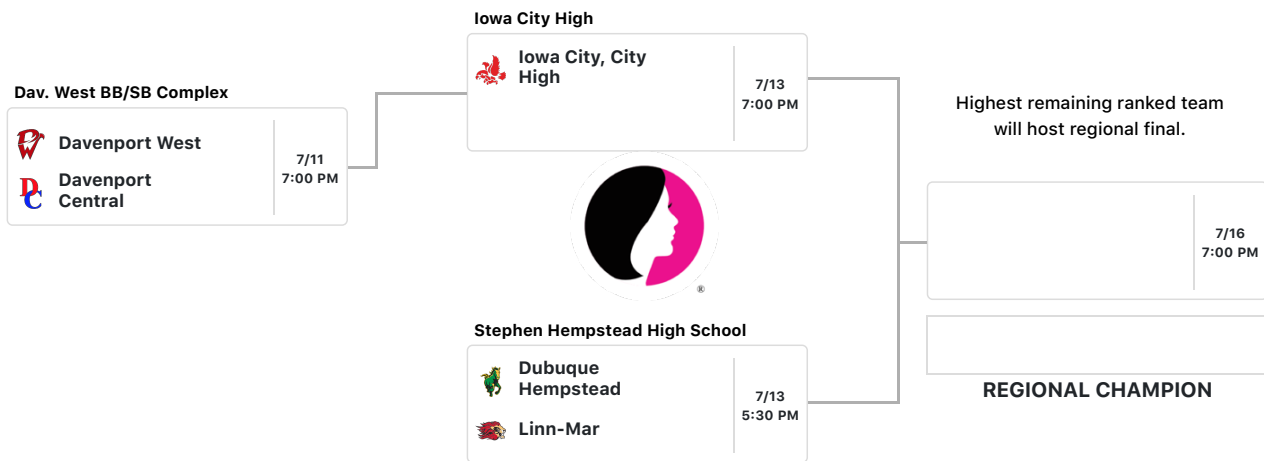 Iowa City High
Iowa City, City
High
7/13
7:00 PM
Dav. West BB/SB Complex
DW
Davenport West
DC
Davenport
Central
7/11
7:00 PM
Highest remaining ranked team
will host regional final.
®
7/16
7:00 PM
Stephen Hempstead High School
Dubuque
Hempstead
Linn-Mar
7/13
5:30 PM
REGIONAL CHAMPION